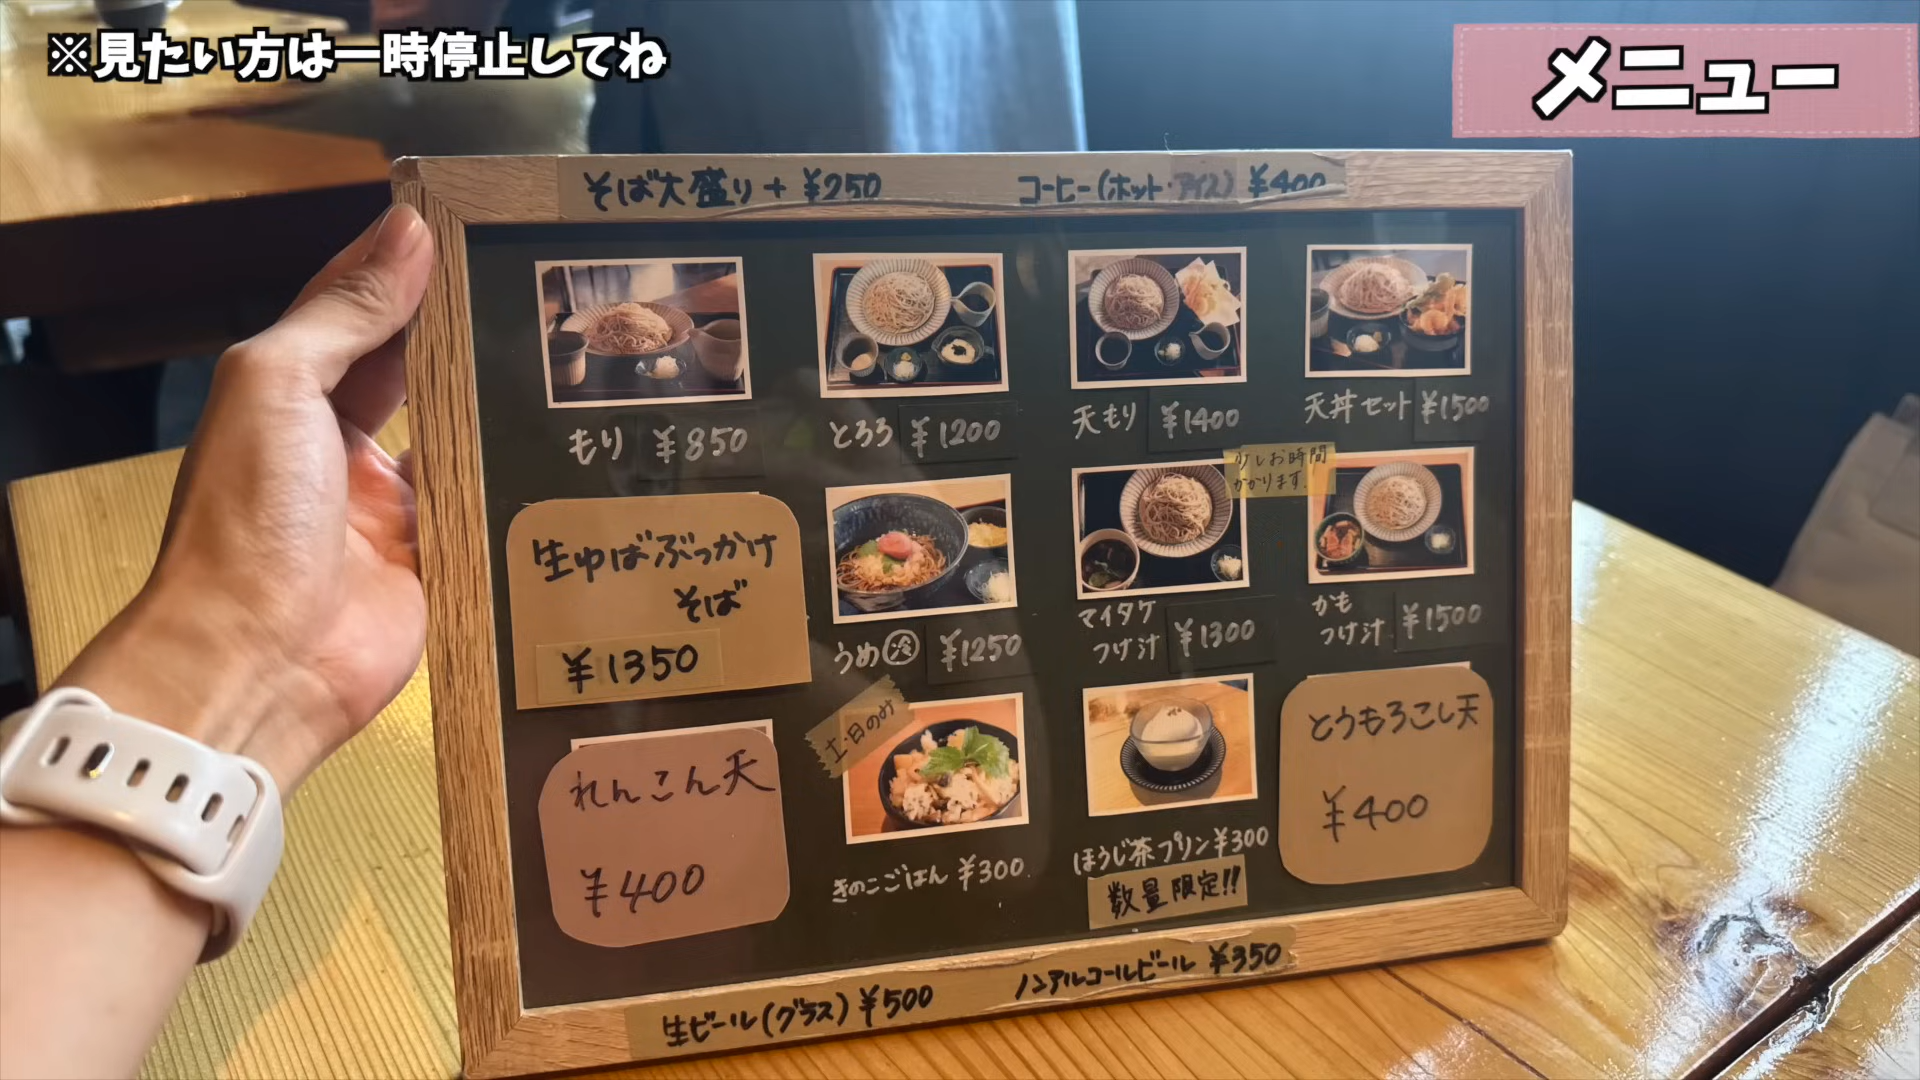 ※見たい方は一時停止してね
メニュー
そば大盛り + ¥250
コーヒー(ホット・アイス) ¥400
もり ¥850
とろろ ¥1200
天もり ¥1400
天丼セット ¥1500
少しお時間
かかります。
生ゆばぶっかけ
そば
¥1350
うめ冷 ¥1250
マイタケ
つけ汁 ¥1300
かも
つけ汁 ¥1500
れんこん天
¥400
土・日のみ
きのこごはん ¥300
ほうじ茶プリン ¥300
数量限定!!
とうもろこし天
¥400
生ビール(グラス) ¥500
ノンアルコールビール ¥350